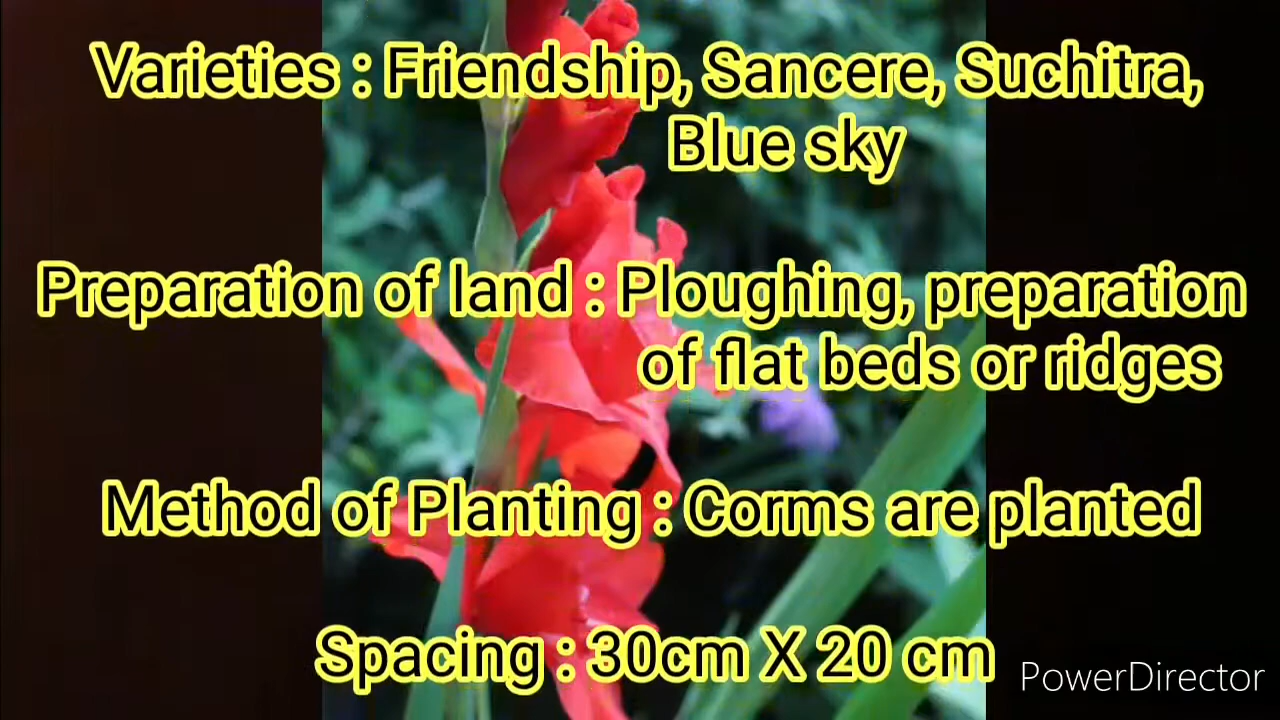 Varieties : Friendship, Sancere, Suchitra,
Blue sky
Preparation of land : Ploughing, preparation
of flat beds or ridges
Method of Planting : Corms are planted
Spacing : 30cm X 20 cm
PowerDirector